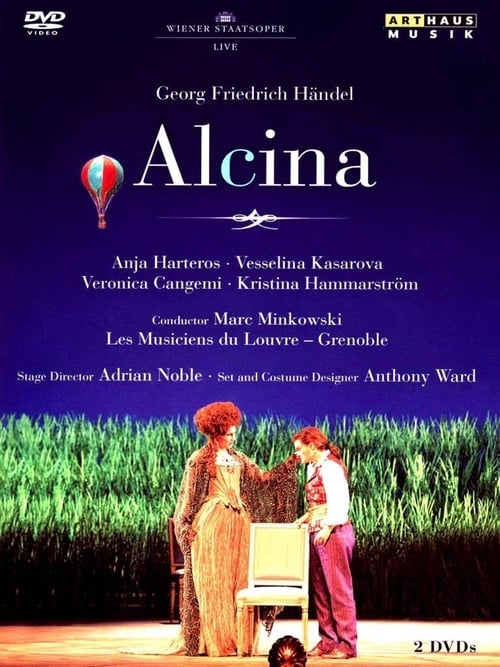 DVD
VIDEO
WIENER STAATSOPER
LIVE
ARTHAUS
MUSIK
Georg Friedrich Händel
Alcina
Anja Harteros · Vesselina Kasarova
Veronica Cangemi · Kristina Hammarström
Conductor Marc Minkowski
Les Musiciens du Louvre – Grenoble
Stage Director Adrian Noble · Set and Costume Designer Anthony Ward
2 DVDs